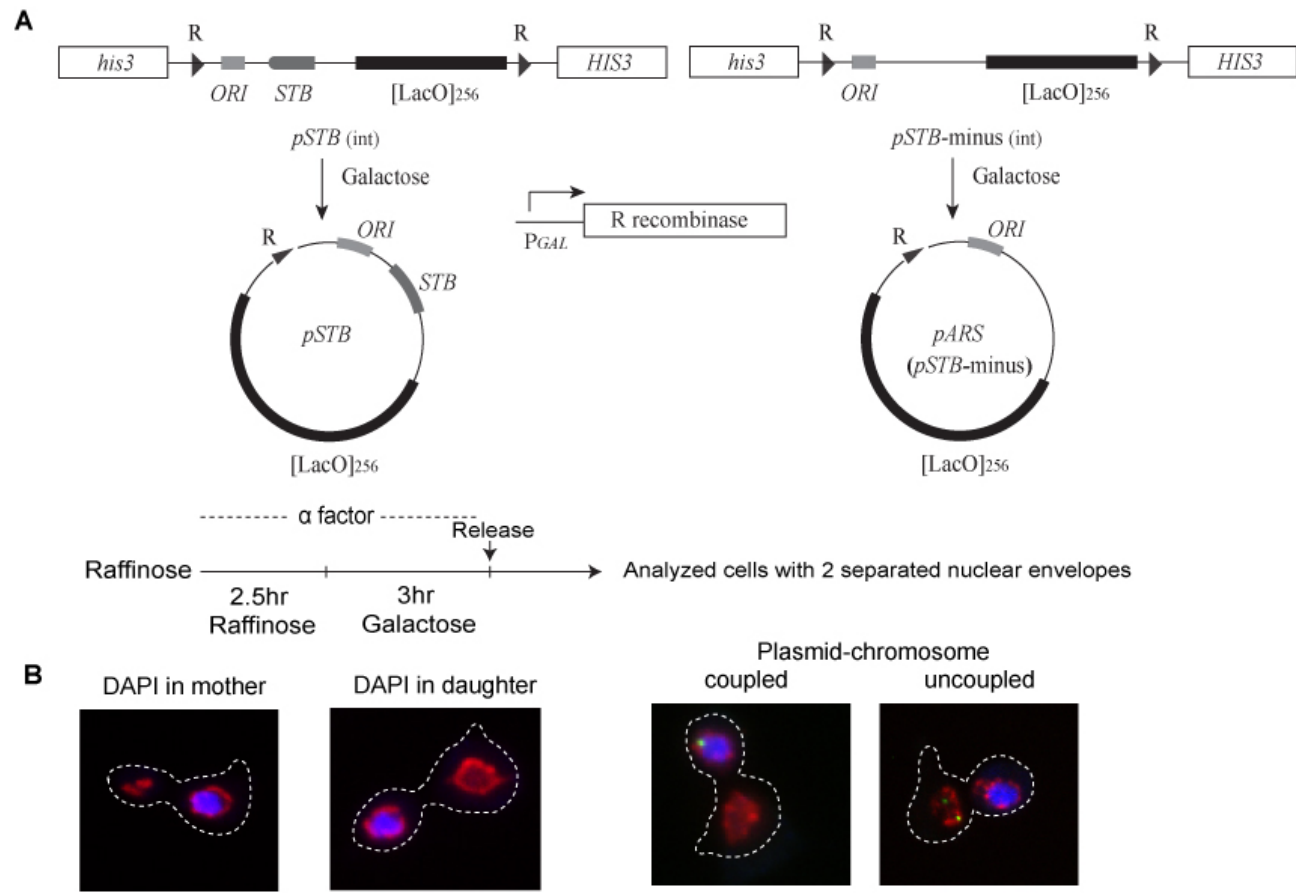 A
R R R R
his3 HIS3 his3 HIS3
ORI STB [LacO]256 ORI [LacO]256
pSTB (int) pSTB-minus (int)
Galactose Galactose
R ORI PGAL R recombinase R ORI
STB
pSTB pARS
(pSTB-minus)
[LacO]256 [LacO]256
α factor
Release
Raffinose Analyzed cells with 2 separated nuclear envelopes
2.5hr 3hr
Raffinose Galactose
B
Plasmid-chromosome
DAPI in mother DAPI in daughter coupled uncoupled